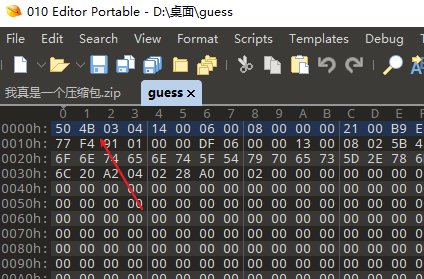 010 Editor Portable - D:\桌面\guess
File Edit Search View Format Scripts Templates Debug
我真是一个压缩包.zip guess ×
0 1 2 3 4 5 6 7 8 9 A B C D E F
0000h: 50 4B 03 04 14 00 06 00 08 00 00 00 21 00 B9
0010h: 77 F4 91 01 00 00 DF 06 00 00 13 00 08 02 5B
0020h: 6F 6E 74 65 6E 74 5F 54 79 70 65 73 5D 2E 78
0030h: 6C 20 A2 04 02 28 A0 00 02 00 00 00 00 00 00
0040h: 00 00 00 00 00 00 00 00 00 00 00 00 00 00 00
0050h: 00 00 00 00 00 00 00 00 00 00 00 00 00 00 00
0060h: 00 00 00 00 00 00 00 00 00 00 00 00 00 00 00
0070h: 00 00 00 00 00 00 00 00 00 00 00 00 00 00 00
0080h: 00 00 00 00 00 00 00 00 00 00 00 00 00 00 00
0090h: 00 00 00 00 00 00 00 00 00 00 00 00 00 00 00